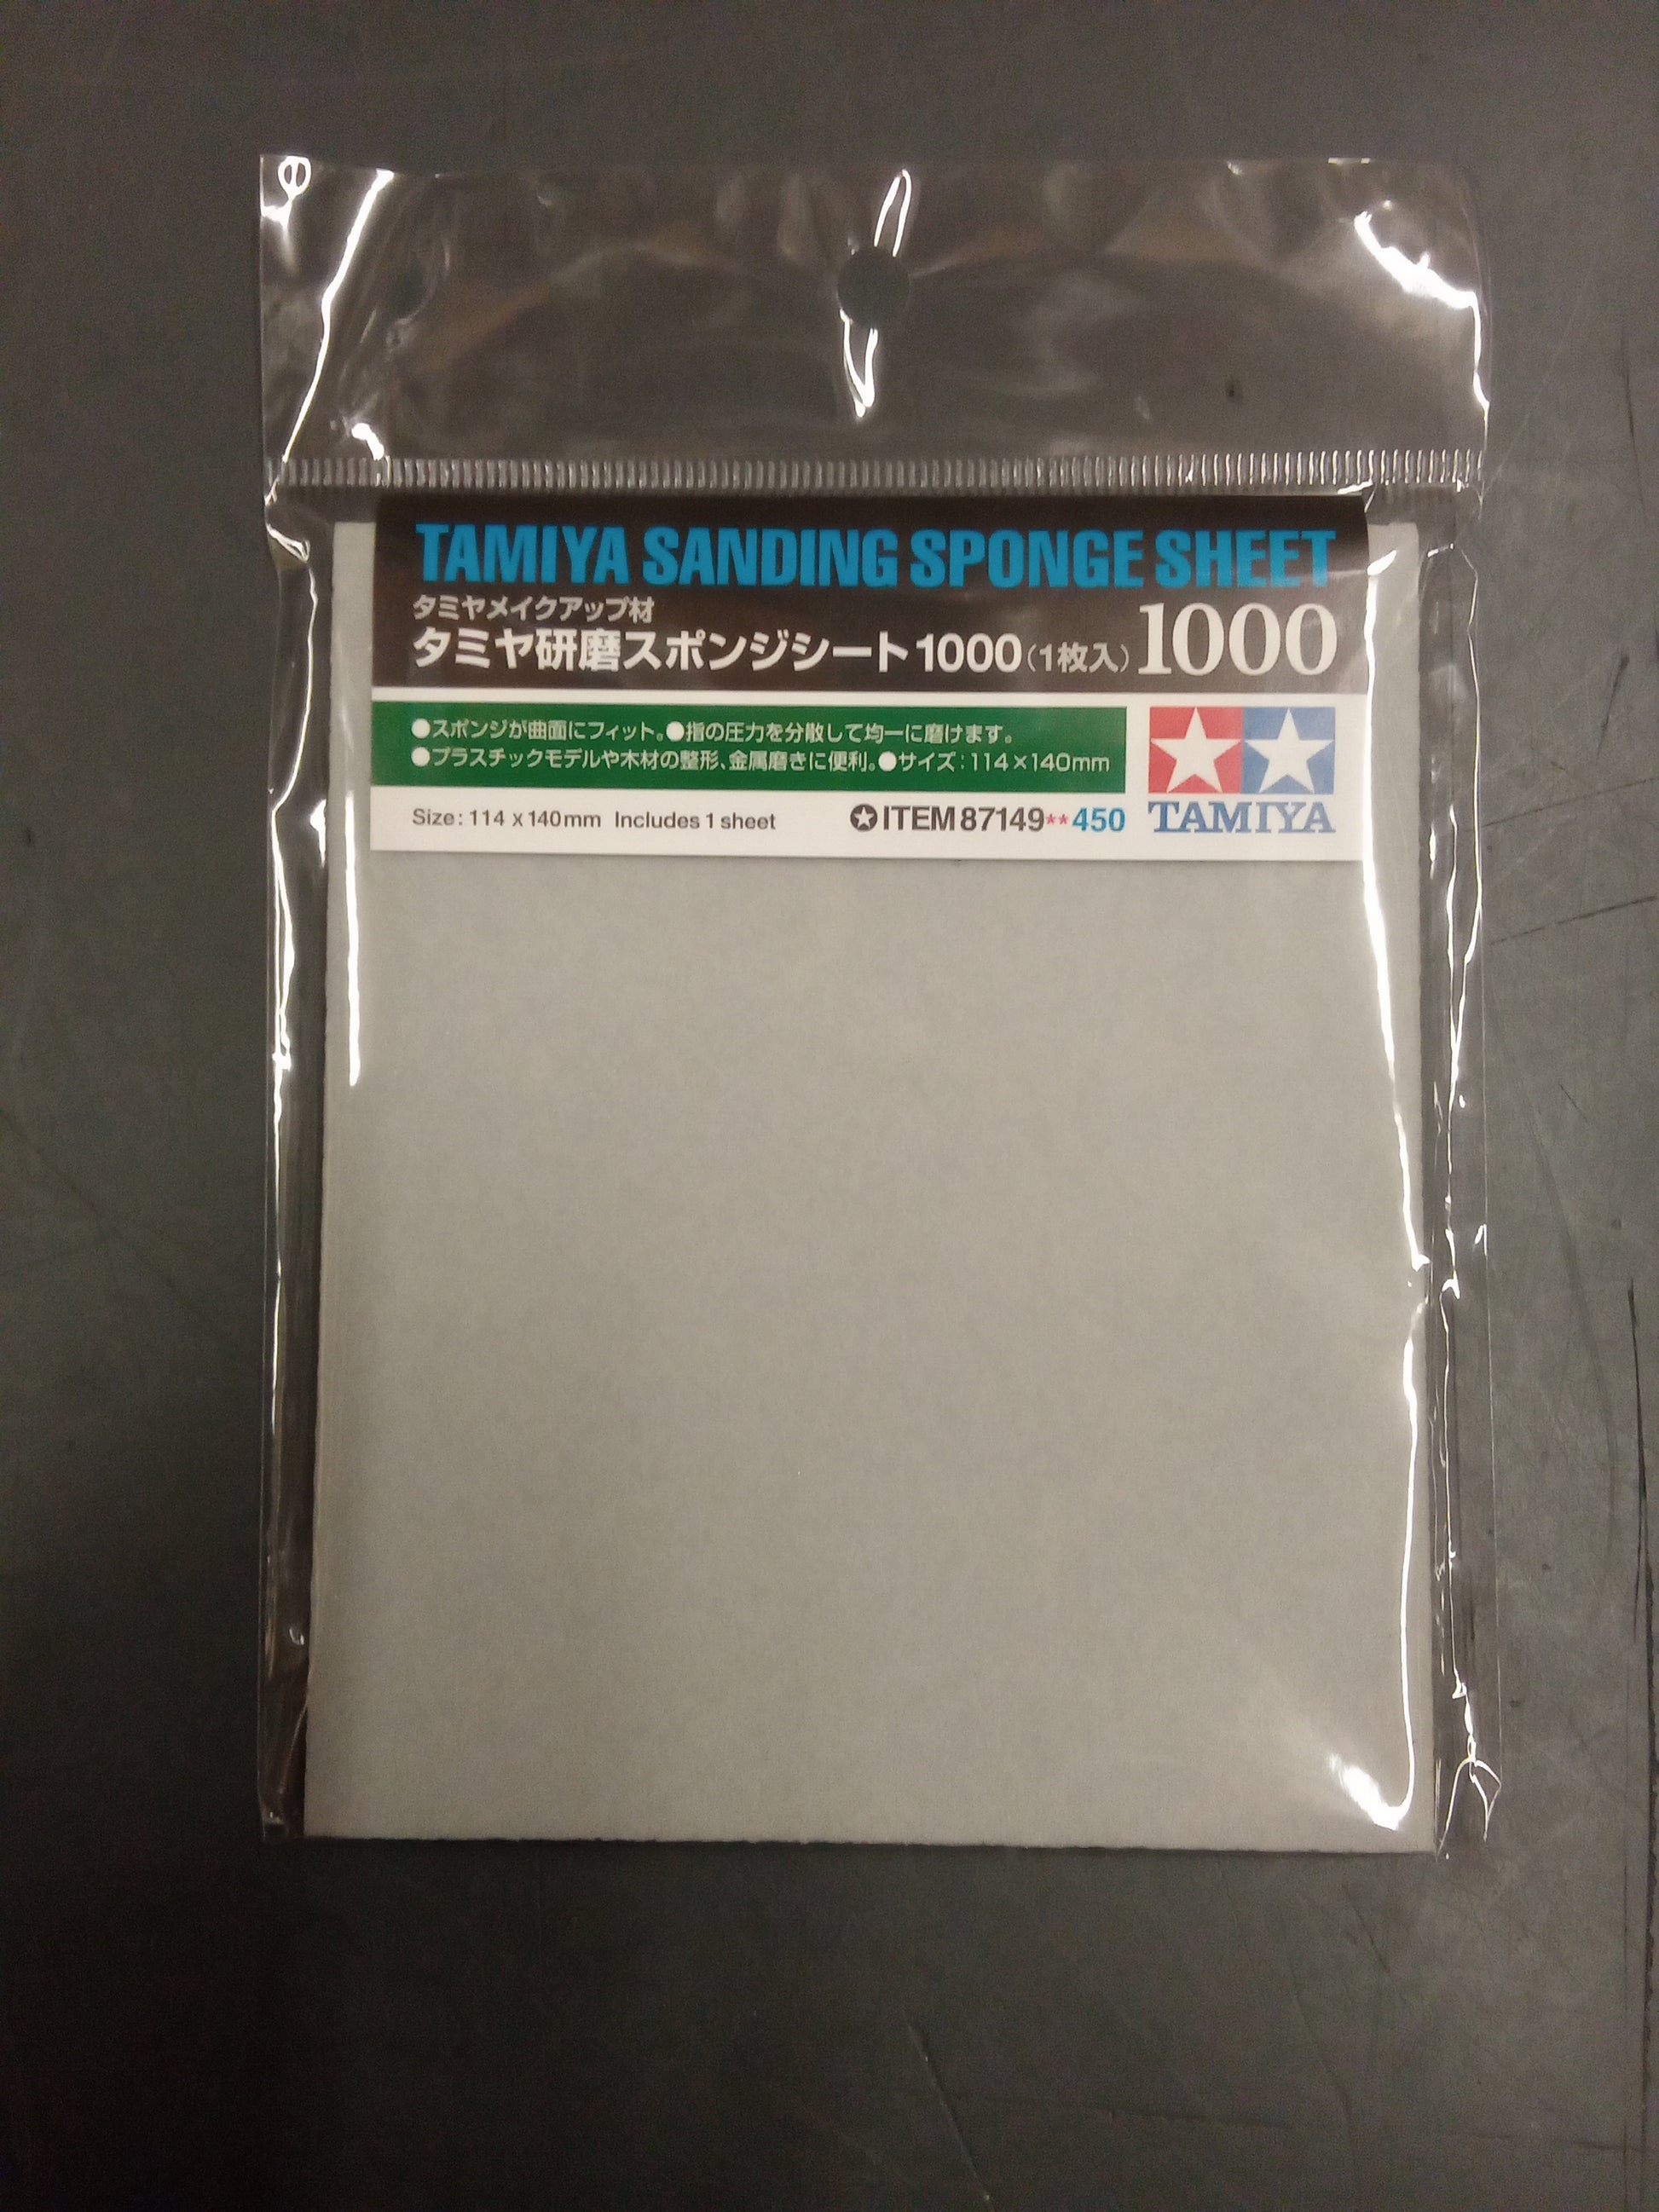 TAMIYA SANDING SPONGE SHEET
タミヤメイクアップ材
タミヤ研磨スポンジシート1000(1枚入) 1000
●スポンジが曲面にフィット。●指の圧力を分散して均一に磨けます。
●プラスチックモデルや木材の整形、金属磨きに便利。●サイズ:114×140mm
Size: 114 x 140mm Includes 1 sheet
✪ITEM 87149**450
TAMIYA